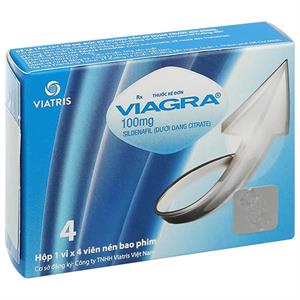 VIATRIS
Rx THUỐC KÊ ĐƠN
VIAGRA®
100mg
SILDENAFIL (DƯỚI DẠNG CITRATE)
4
Hộp 1 vỉ x 4 viên nén bao phim
Cơ sở đăng ký: Công ty TNHH Viatris Việt Nam